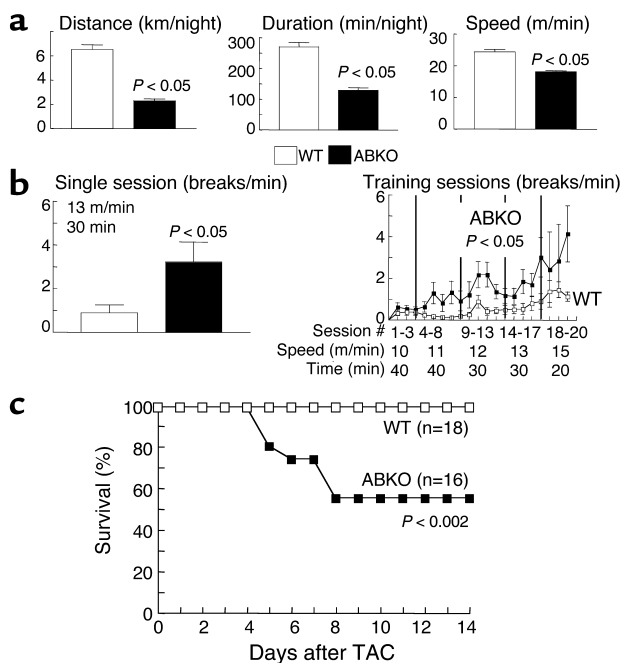 a
Distance (km/night)
6
4
2
0
P < 0.05
Duration (min/night)
300
200
100
0
P < 0.05
Speed (m/min)
30
20
10
0
P < 0.05
WT ABKO
b
Single session (breaks/min)
6
4
2
0
13 m/min
30 min
P < 0.05
Training sessions (breaks/min)
6
4
2
0
ABKO
P < 0.05
WT
Session # 1-3 4-8 9-13 14-17 18-20
Speed (m/min) 10 11 12 13 15
Time (min) 40 40 30 30 20
c
Survival (%)
100
80
60
40
20
0
WT (n=18)
ABKO (n=16)
P < 0.002
0 2 4 6 8 10 12 14
Days after TAC